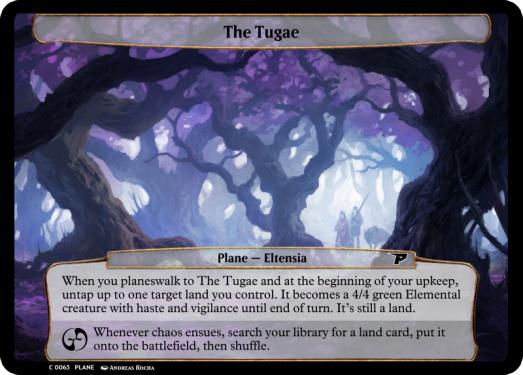 The Tugae
Plane — Eltensia
When you planeswalk to The Tugae and at the beginning of your upkeep,
untap up to one target land you control. It becomes a 4/4 green Elemental
creature with haste and vigilance until end of turn. It's still a land.
Whenever chaos ensues, search your library for a land card, put it
onto the battlefield, then shuffle.
C 0063 PLANE Andreas Rocha